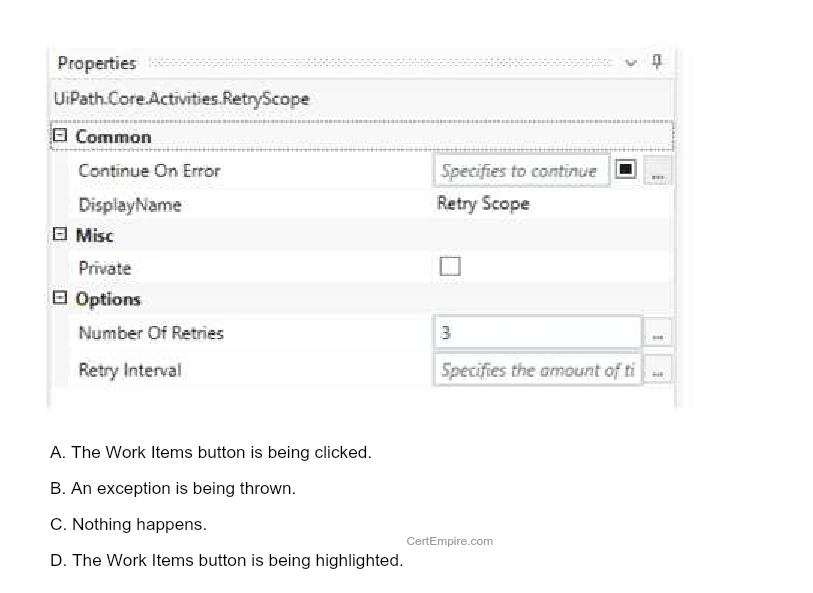 Properties
UiPath.Core.Activities.RetryScope
Common
Continue On Error Specifies to continue ...
DisplayName Retry Scope
Misc
Private
Options
Number Of Retries 3 ...
Retry Interval Specifies the amount of ti ...
A. The Work Items button is being clicked.
B. An exception is being thrown.
C. Nothing happens.
CertEmpire.com
D. The Work Items button is being highlighted.